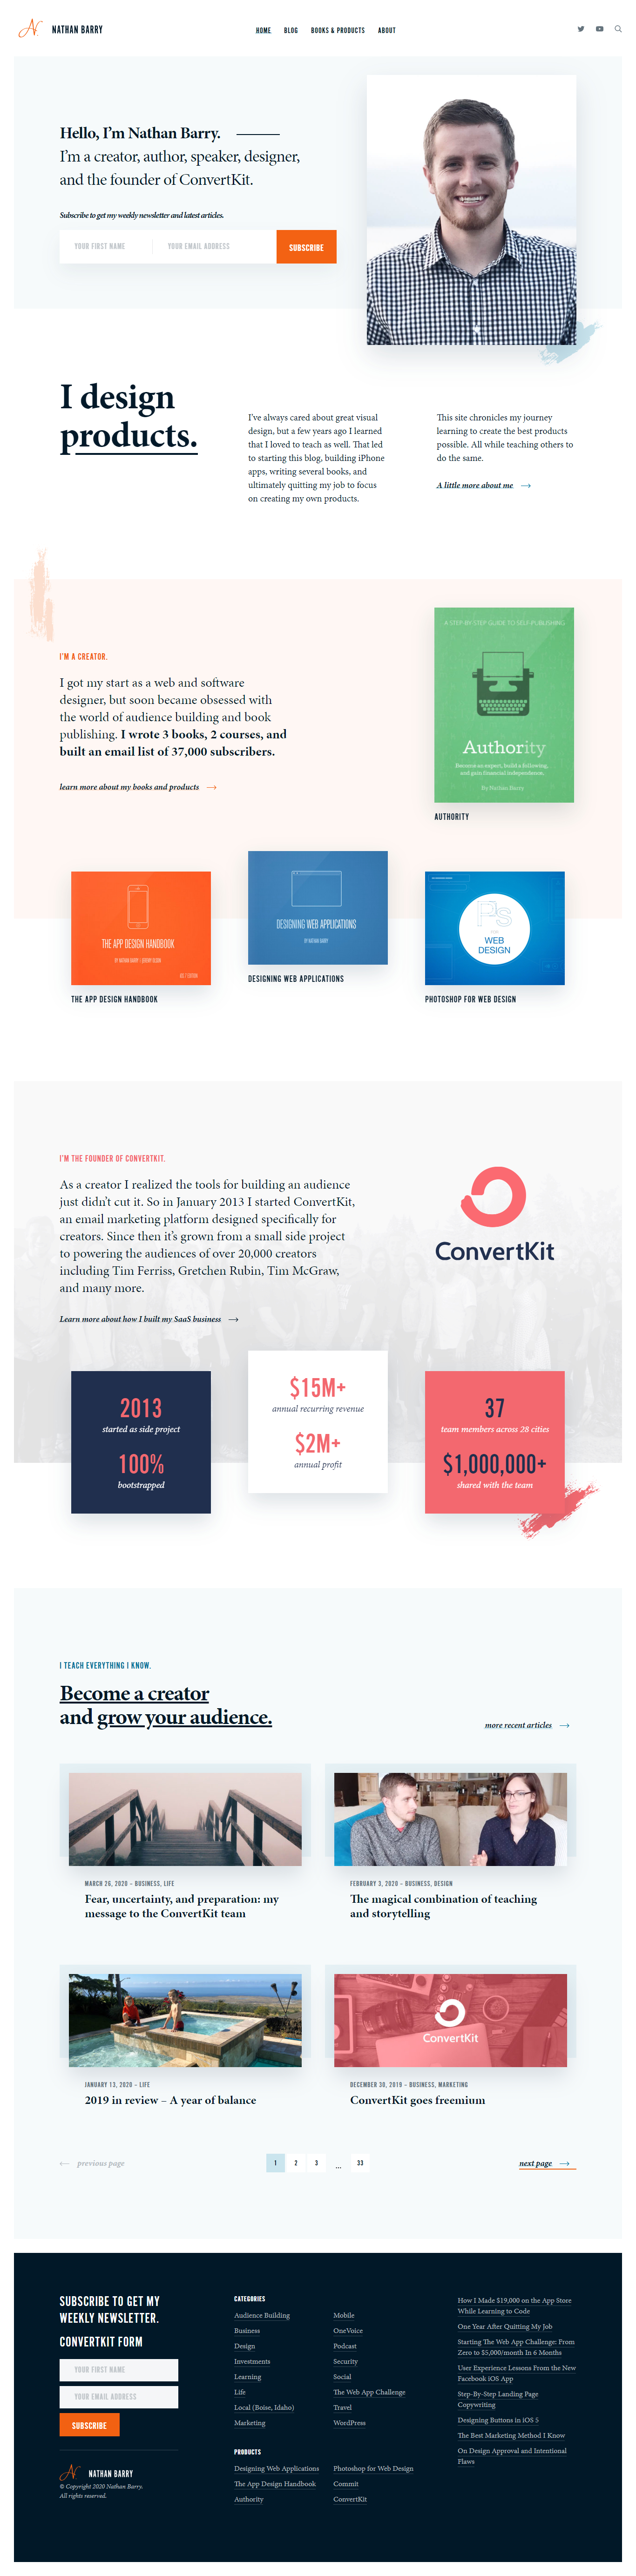 NATHAN BARRY
HOME BLOG BOOKS & PRODUCTS ABOUT
Hello, I'm Nathan Barry.
I'm a creator, author, speaker, designer,
and the founder of ConvertKit.
Subscribe to get my weekly newsletter and latest articles.
YOUR FIRST NAME YOUR EMAIL ADDRESS SUBSCRIBE
I design
products.
I've always cared about great visual
design, but a few years ago I learned
that I loved to teach as well. That led
to starting this blog, building iPhone
apps, writing several books, and
ultimately quitting my job to focus
on creating my own products.
This site chronicles my journey
learning to create the best products
possible. All while teaching others to
do the same.
A little more about me
I'M A CREATOR.
I got my start as a web and software
designer, but soon became obsessed with
the world of audience building and book
publishing. I wrote 3 books, 2 courses, and
built an email list of 37,000 subscribers.
learn more about my books and products
A STEP-BY-STEP GUIDE TO SELF-PUBLISHING
Authority
Become an expert, build a following,
and gain financial independence.
By Nathan Barry
AUTHORITY
THE APP DESIGN HANDBOOK
BY NATHAN BARRY
THE APP DESIGN HANDBOOK
DESIGNING WEB APPLICATIONS
BY NATHAN BARRY
DESIGNING WEB APPLICATIONS
Ps
FOR
WEB
DESIGN
PHOTOSHOP FOR WEB DESIGN
I'M THE FOUNDER OF CONVERTKIT.
As a creator I realized the tools for building an audience
just didn't cut it. So in January 2013 I started ConvertKit,
an email marketing platform designed specifically for
creators. Since then it's grown from a small side project
to powering the audiences of over 20,000 creators
including Tim Ferriss, Gretchen Rubin, Tim McGraw,
and many more.
Learn more about how I built my SaaS business
ConvertKit
2013
started as side project
100%
bootstrapped
$15M+
annual recurring revenue
$2M+
annual profit
37
team members across 28 cities
$1,000,000+
shared with the team
I TEACH EVERYTHING I KNOW.
Become a creator
and grow your audience.
more recent articles
MARCH 26, 2020 – BUSINESS, LIFE
Fear, uncertainty, and preparation: my
message to the ConvertKit team
FEBRUARY 3, 2020 – BUSINESS, DESIGN
The magical combination of teaching
and storytelling
JANUARY 13, 2020 – LIFE
2019 in review – A year of balance
ConvertKit
DECEMBER 30, 2019 – BUSINESS, MARKETING
ConvertKit goes freemium
previous page 1 2 3 ... 33 next page
SUBSCRIBE TO GET MY
WEEKLY NEWSLETTER.
CONVERTKIT FORM
YOUR FIRST NAME
YOUR EMAIL ADDRESS
SUBSCRIBE
NATHAN BARRY
© Copyright 2020 Nathan Barry.
All rights reserved.
CATEGORIES
Audience Building
Business
Design
Investments
Learning
Life
Local (Boise, Idaho)
Marketing
Mobile
OneVoice
Podcast
Security
Social
The Web App Challenge
Travel
WordPress
PRODUCTS
Designing Web Applications
The App Design Handbook
Authority
Photoshop for Web Design
Commit
ConvertKit
How I Made $19,000 on the App Store
While Learning to Code
One Year After Quitting My Job
Starting The Web App Challenge: From
Zero to $5,000/month In 6 Months
User Experience Lessons From the New
Facebook iOS App
Step-By-Step Landing Page
Copywriting
Designing Buttons in iOS 5
The Best Marketing Method I Know
On Design Approval and Intentional
Flaws